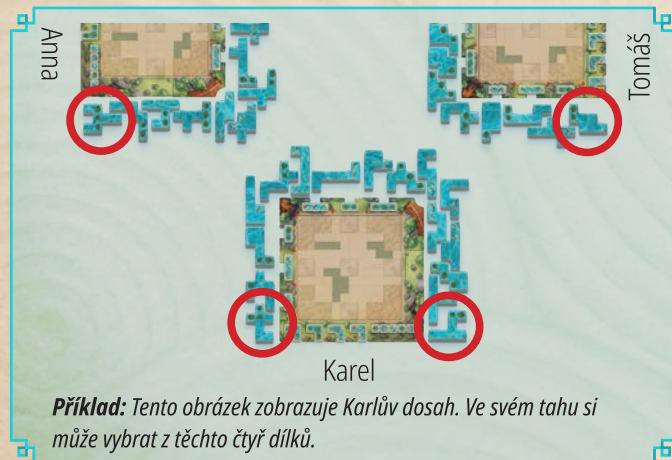 Anna
Tomáš
Karel
Příklad: Tento obrázek zobrazuje Karlův dosah. Ve svém tahu si
může vybrat z těchto čtyř dílků.